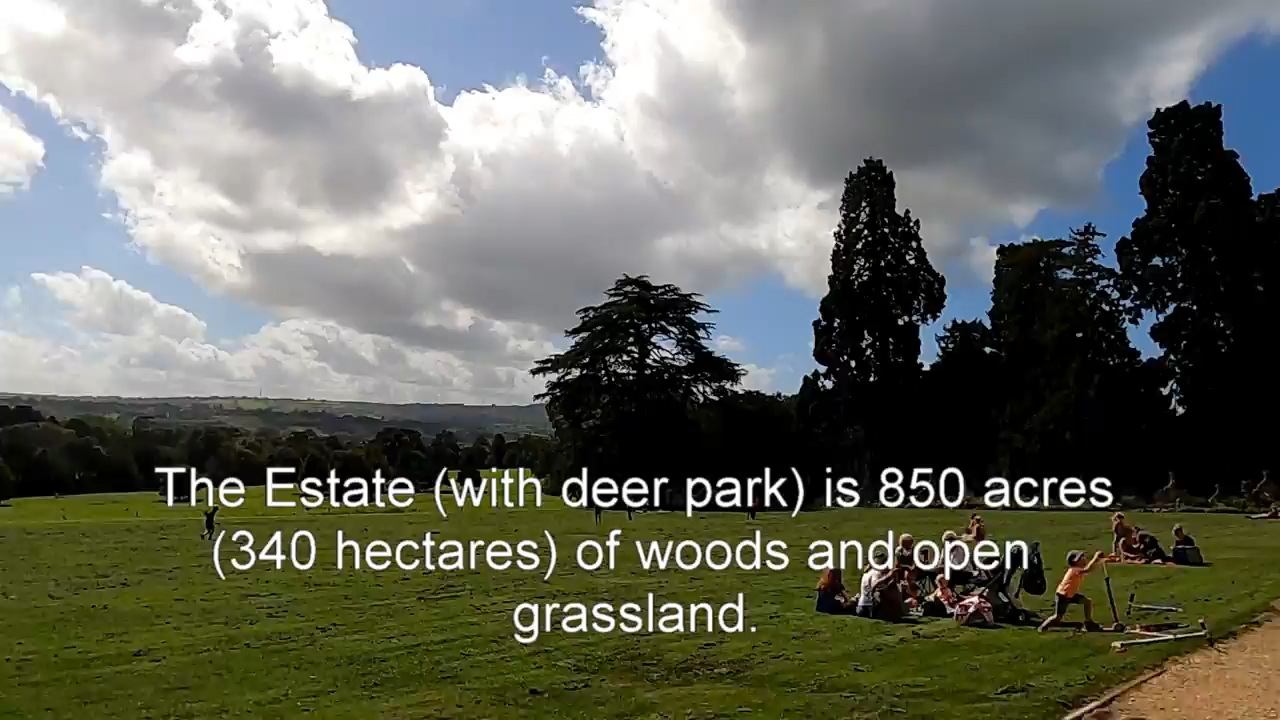 The Estate (with deer park) is 850 acres
(340 hectares) of woods and open
grassland.